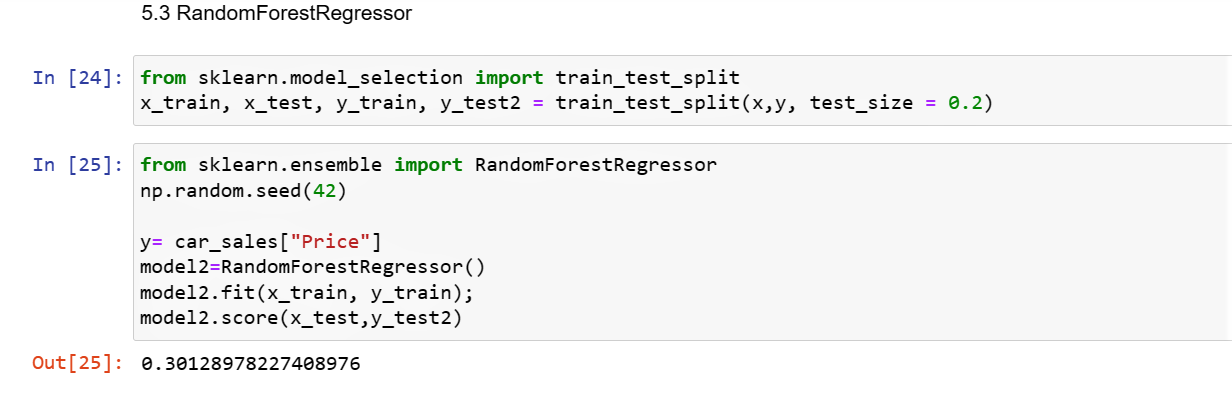 5.3 RandomForestRegressor
In [24]: from sklearn.model_selection import train_test_split
x_train, x_test, y_train, y_test2 = train_test_split(x,y, test_size = 0.2)
In [25]: from sklearn.ensemble import RandomForestRegressor
np.random.seed(42)
y= car_sales["Price"]
model2=RandomForestRegressor()
model2.fit(x_train, y_train);
model2.score(x_test,y_test2)
Out[25]: 0.30128978227408976